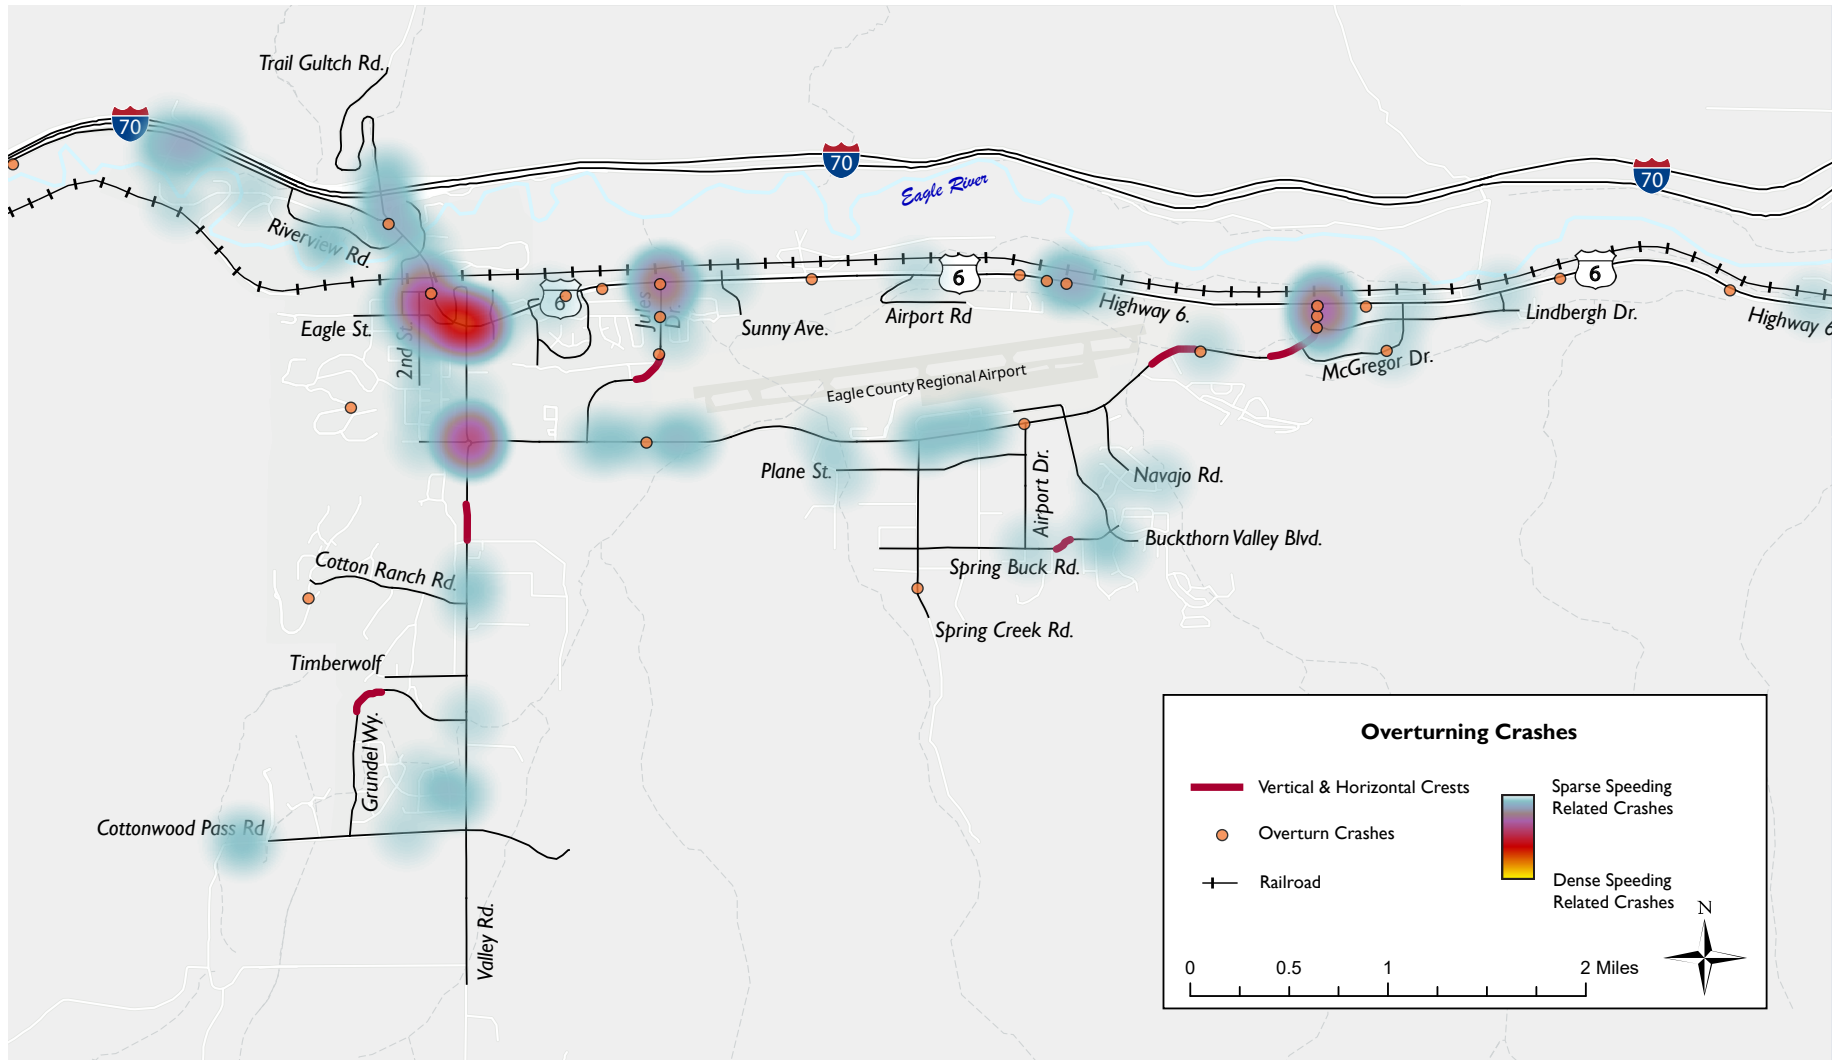 Trail Gultch Rd.
70
70
70
Eagle River
Riverview Rd.
6
6
6
Eagle St.
2nd St.
Jules Dr.
Sunny Ave.
Airport Rd
Highway 6.
Lindbergh Dr.
Highway 6
McGregor Dr.
Eagle County Regional Airport
Plane St.
Airport Dr.
Navajo Rd.
Buckthorn Valley Blvd.
Spring Buck Rd.
Spring Creek Rd.
Cotton Ranch Rd.
Timberwolf
Grundel Wy.
Cottonwood Pass Rd
Valley Rd.
Overturning Crashes
Vertical & Horizontal Crests
Overturn Crashes
Railroad
Sparse Speeding
Related Crashes
Dense Speeding
Related Crashes
N
0 0.5 1 2 Miles